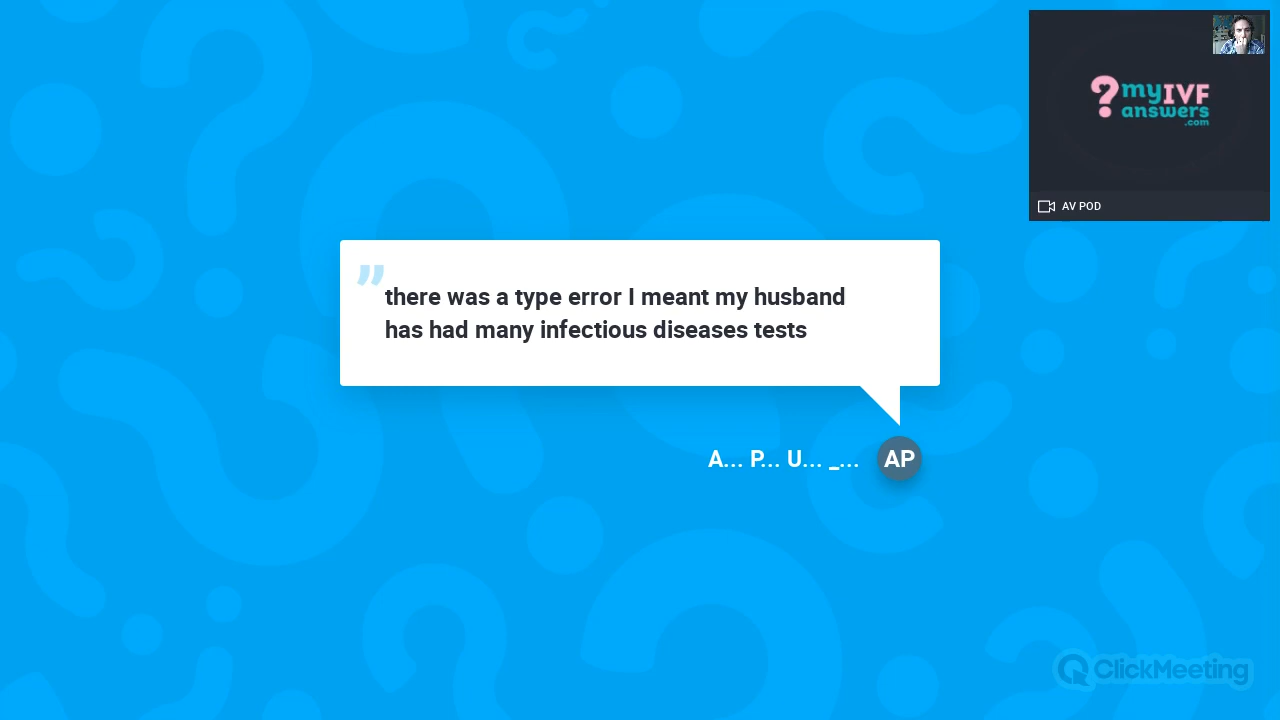 myIVF
answers
.com
AV POD
there was a type error I meant my husband
has had many infectious diseases tests
A... P... U... _...
AP
ClickMeeting